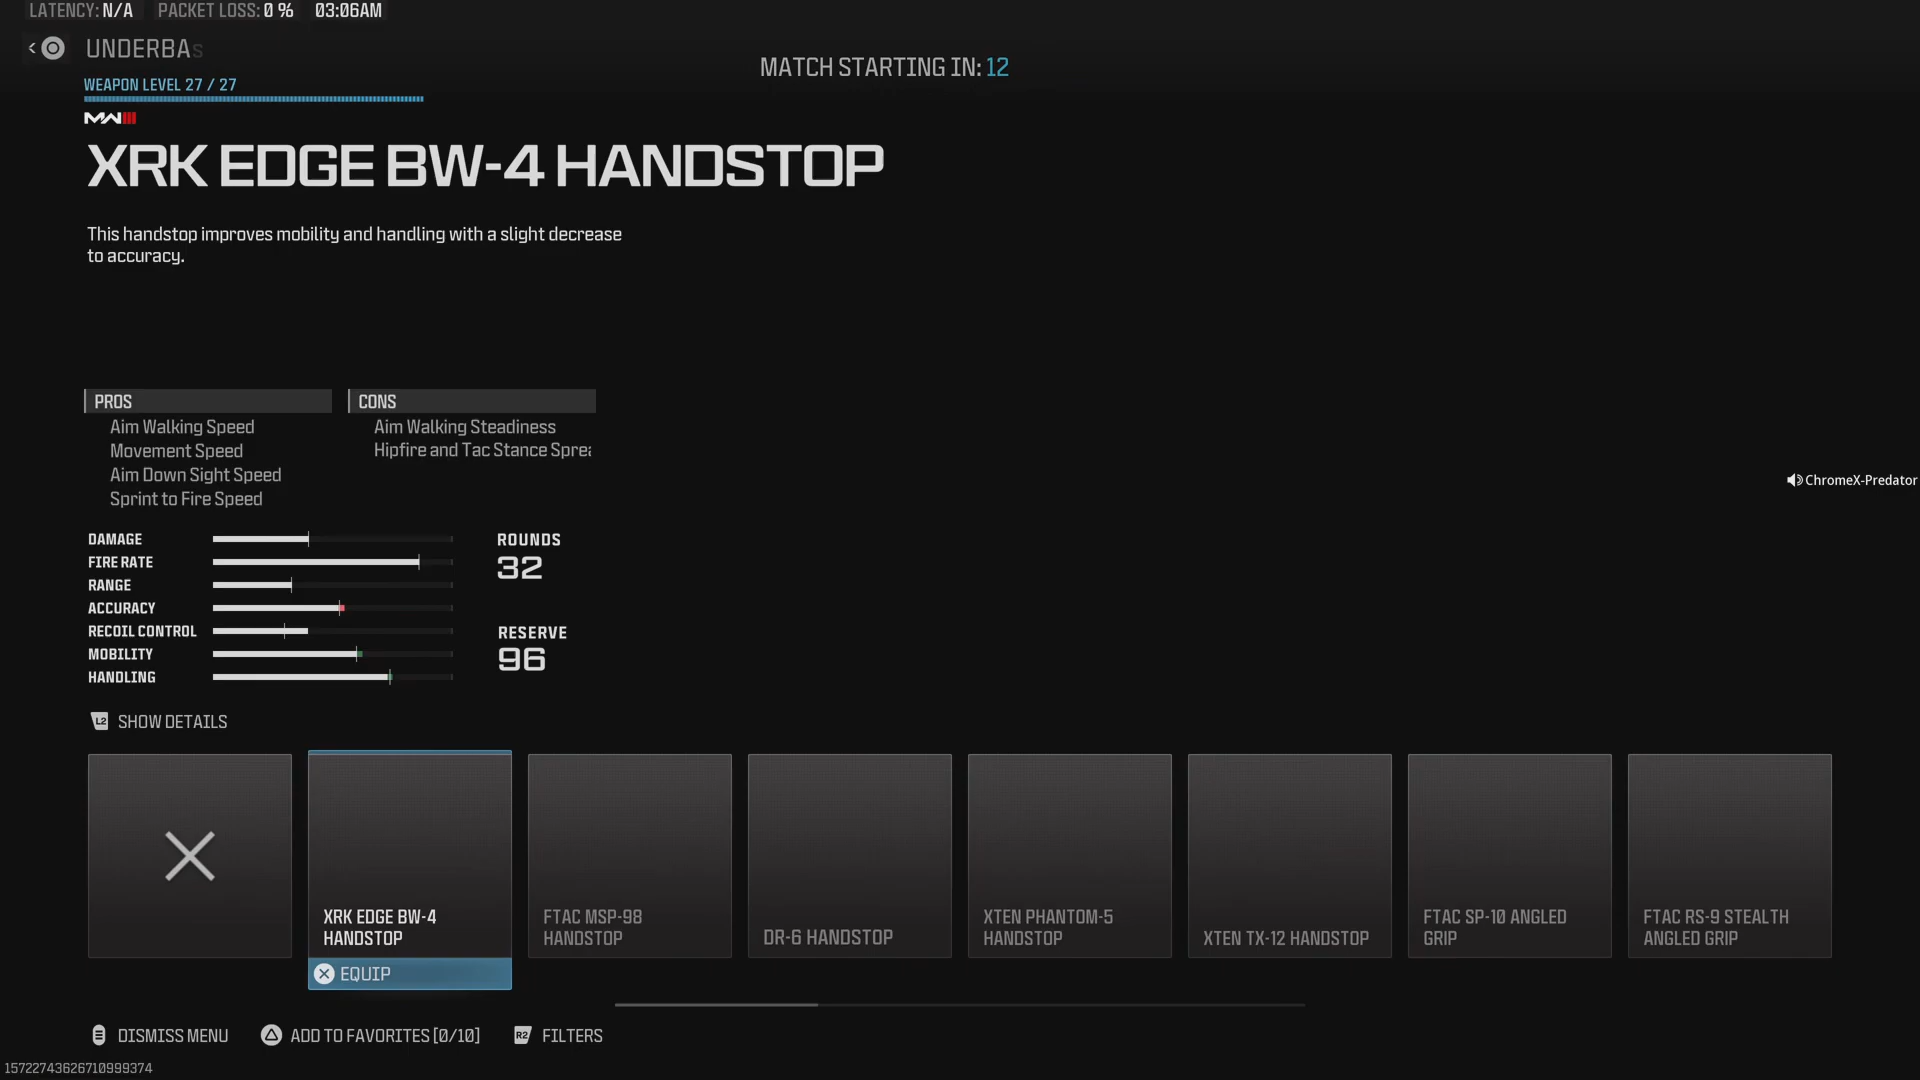 LATENCY: N/A PACKET LOSS: 0 % 03:06AM
< UNDERBAs
MATCH STARTING IN: 12
WEAPON LEVEL 27 / 27
MWIII
XRK EDGE BW-4 HANDSTOP
This handstop improves mobility and handling with a slight decrease
to accuracy.
PROS
Aim Walking Speed
Movement Speed
Aim Down Sight Speed
Sprint to Fire Speed
CONS
Aim Walking Steadiness
Hipfire and Tac Stance Sprea
ChromeX-Predator
DAMAGE
FIRE RATE
RANGE
ACCURACY
RECOIL CONTROL
MOBILITY
HANDLING
ROUNDS
32
RESERVE
96
L2 SHOW DETAILS
XRK EDGE BW-4
HANDSTOP
EQUIP
FTAC MSP-98
HANDSTOP
DR-6 HANDSTOP
XTEN PHANTOM-5
HANDSTOP
XTEN TX-12 HANDSTOP
FTAC SP-10 ANGLED
GRIP
FTAC RS-9 STEALTH
ANGLED GRIP
DISMISS MENU ADD TO FAVORITES [0/10] R2 FILTERS
15722743626710999374